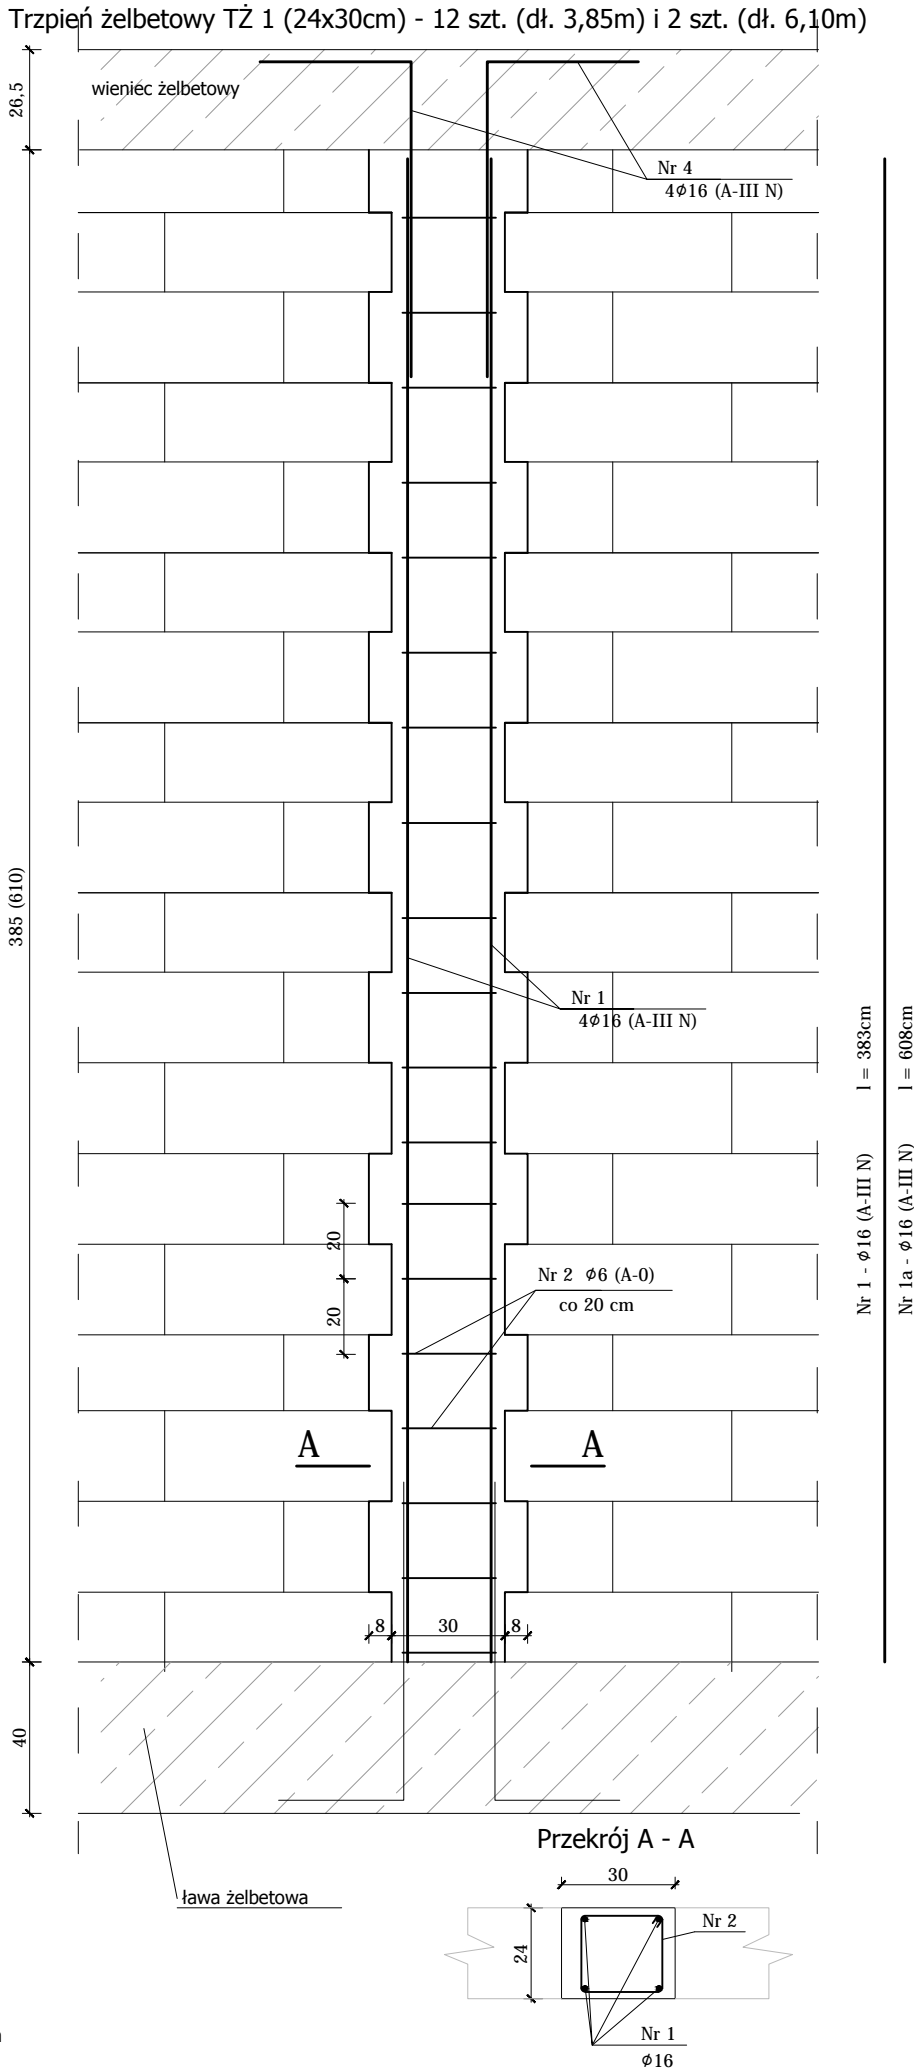 Trzpień żelbetowy TŻ 1 (24x30cm) - 12 szt. (dł. 3,85m) i 2 szt. (dł. 6,10m)
26,5
wieniec żelbetowy
Nr 4
4ϕ16 (A-III N)
385 (610)
Nr 1
4ϕ16 (A-III N)
Nr 1 - ϕ16 (A-III N) l = 383cm
Nr 1a - ϕ16 (A-III N) l = 608cm
20
20
Nr 2 ϕ6 (A-0)
co 20 cm
A
A
8
30
8
40
ława żelbetowa
Przekrój A - A
30
24
Nr 2
Nr 1
ϕ16